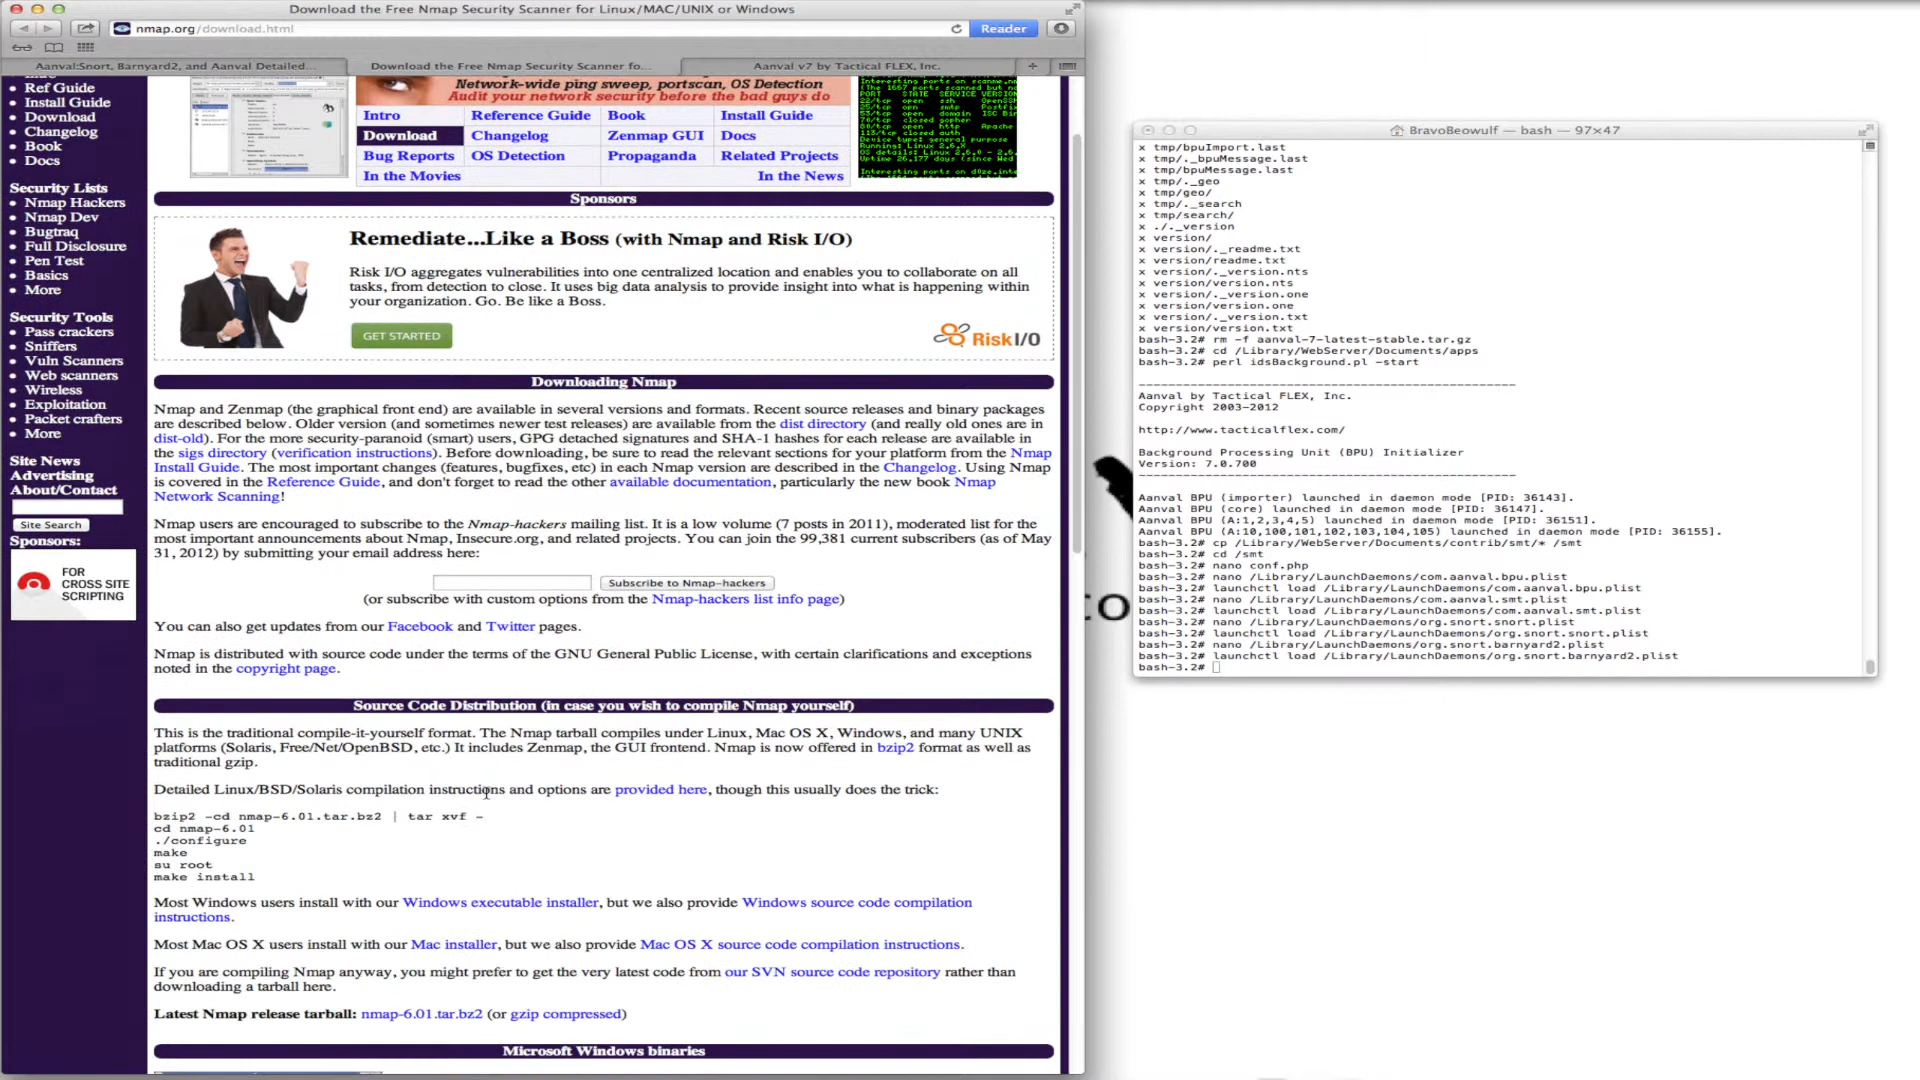 Download the Free Nmap Security Scanner for Linux/MAC/UNIX or Windows
nmap.org/download.html
Reader
Aanval:Snort, Barnyard2, and Aanval Detailed...
Download the Free Nmap Security Scanner fo...
Aanval v7 by Tactical FLEX, Inc.
Ref Guide
Install Guide
Download
Changelog
Book
Docs
Security Lists
Nmap Hackers
Nmap Dev
Bugtraq
Full Disclosure
Pen Test
Basics
More
Security Tools
Pass crackers
Sniffers
Vuln Scanners
Web scanners
Wireless
Exploitation
Packet crafters
More
Site News
Advertising
About/Contact
Site Search
Sponsors:
FOR
CROSS SITE
SCRIPTING
Network-wide ping sweep, portscan, OS Detection
Audit your network security before the bad guys do
Intro Reference Guide Book Install Guide
Download Changelog Zenmap GUI Docs
Bug Reports OS Detection Propaganda Related Projects
In the Movies In the News
Sponsors
Remediate...Like a Boss (with Nmap and Risk I/O)
Risk I/O aggregates vulnerabilities into one centralized location and enables you to collaborate on all
tasks, from detection to close. It uses big data analysis to provide insight into what is happening within
your organization. Go. Be like a Boss.
GET STARTED
Risk I/O
Downloading Nmap
Nmap and Zenmap (the graphical front end) are available in several versions and formats. Recent source releases and binary packages
are described below. Older version (and sometimes newer test releases) are available from the dist directory (and really old ones are in
dist-old). For the more security-paranoid (smart) users, GPG detached signatures and SHA-1 hashes for each release are available in
the sigs directory (verification instructions). Before downloading, be sure to read the relevant sections for your platform from the Nmap
Install Guide. The most important changes (features, bugfixes, etc) in each Nmap version are described in the Changelog. Using Nmap
is covered in the Reference Guide, and don't forget to read the other available documentation, particularly the new book Nmap
Network Scanning!
Nmap users are encouraged to subscribe to the Nmap-hackers mailing list. It is a low volume (7 posts in 2011), moderated list for the
most important announcements about Nmap, Insecure.org, and related projects. You can join the 99,381 current subscribers (as of May
31, 2012) by submitting your email address here:
Subscribe to Nmap-hackers
(or subscribe with custom options from the Nmap-hackers list info page)
You can also get updates from our Facebook and Twitter pages.
Nmap is distributed with source code under the terms of the GNU General Public License, with certain clarifications and exceptions
noted in the copyright page.
Source Code Distribution (in case you wish to compile Nmap yourself)
This is the traditional compile-it-yourself format. The Nmap tarball compiles under Linux, Mac OS X, Windows, and many UNIX
platforms (Solaris, Free/Net/OpenBSD, etc.) It includes Zenmap, the GUI frontend. Nmap is now offered in bzip2 format as well as
traditional gzip.
Detailed Linux/BSD/Solaris compilation instructions and options are provided here, though this usually does the trick:
bzip2 -cd nmap-6.01.tar.bz2 | tar xvf -
cd nmap-6.01
./configure
make
su root
make install
Most Windows users install with our Windows executable installer, but we also provide Windows source code compilation
instructions.
Most Mac OS X users install with our Mac installer, but we also provide Mac OS X source code compilation instructions.
If you are compiling Nmap anyway, you might prefer to get the very latest code from our SVN source code repository rather than
downloading a tarball here.
Latest Nmap release tarball: nmap-6.01.tar.bz2 (or gzip compressed)
Microsoft Windows binaries
BravoBeowulf — bash — 97×47
x tmp/bpuImport.last
x tmp/._bpuMessage.last
x tmp/bpuMessage.last
x tmp/._geo
x tmp/geo/
x tmp/._search
x tmp/search/
x ./._version
x version/
x version/._readme.txt
x version/readme.txt
x version/._version.nts
x version/version.nts
x version/._version.one
x version/version.one
x version/._version.txt
x version/version.txt
bash-3.2# rm -f aanval-7-latest-stable.tar.gz
bash-3.2# cd /Library/WebServer/Documents/apps
bash-3.2# perl idsBackground.pl -start
----------------------------------------------------
Aanval by Tactical FLEX, Inc.
Copyright 2003-2012
http://www.tacticalflex.com/
Background Processing Unit (BPU) Initializer
Version: 7.0.700
----------------------------------------------------
Aanval BPU (importer) launched in daemon mode [PID: 36143].
Aanval BPU (core) launched in daemon mode [PID: 36147].
Aanval BPU (A:1,2,3,4,5) launched in daemon mode [PID: 36151].
Aanval BPU (A:10,100,101,102,103,104,105) launched in daemon mode [PID: 36155].
bash-3.2# cp /Library/WebServer/Documents/contrib/smt/* /smt
bash-3.2# cd /smt
bash-3.2# nano conf.php
bash-3.2# nano /Library/LaunchDaemons/com.aanval.bpu.plist
bash-3.2# launchctl load /Library/LaunchDaemons/com.aanval.bpu.plist
bash-3.2# nano /Library/LaunchDaemons/com.aanval.smt.plist
bash-3.2# launchctl load /Library/LaunchDaemons/com.aanval.smt.plist
bash-3.2# nano /Library/LaunchDaemons/org.snort.snort.plist
bash-3.2# launchctl load /Library/LaunchDaemons/org.snort.snort.plist
bash-3.2# nano /Library/LaunchDaemons/org.snort.barnyard2.plist
bash-3.2# launchctl load /Library/LaunchDaemons/org.snort.barnyard2.plist
bash-3.2#